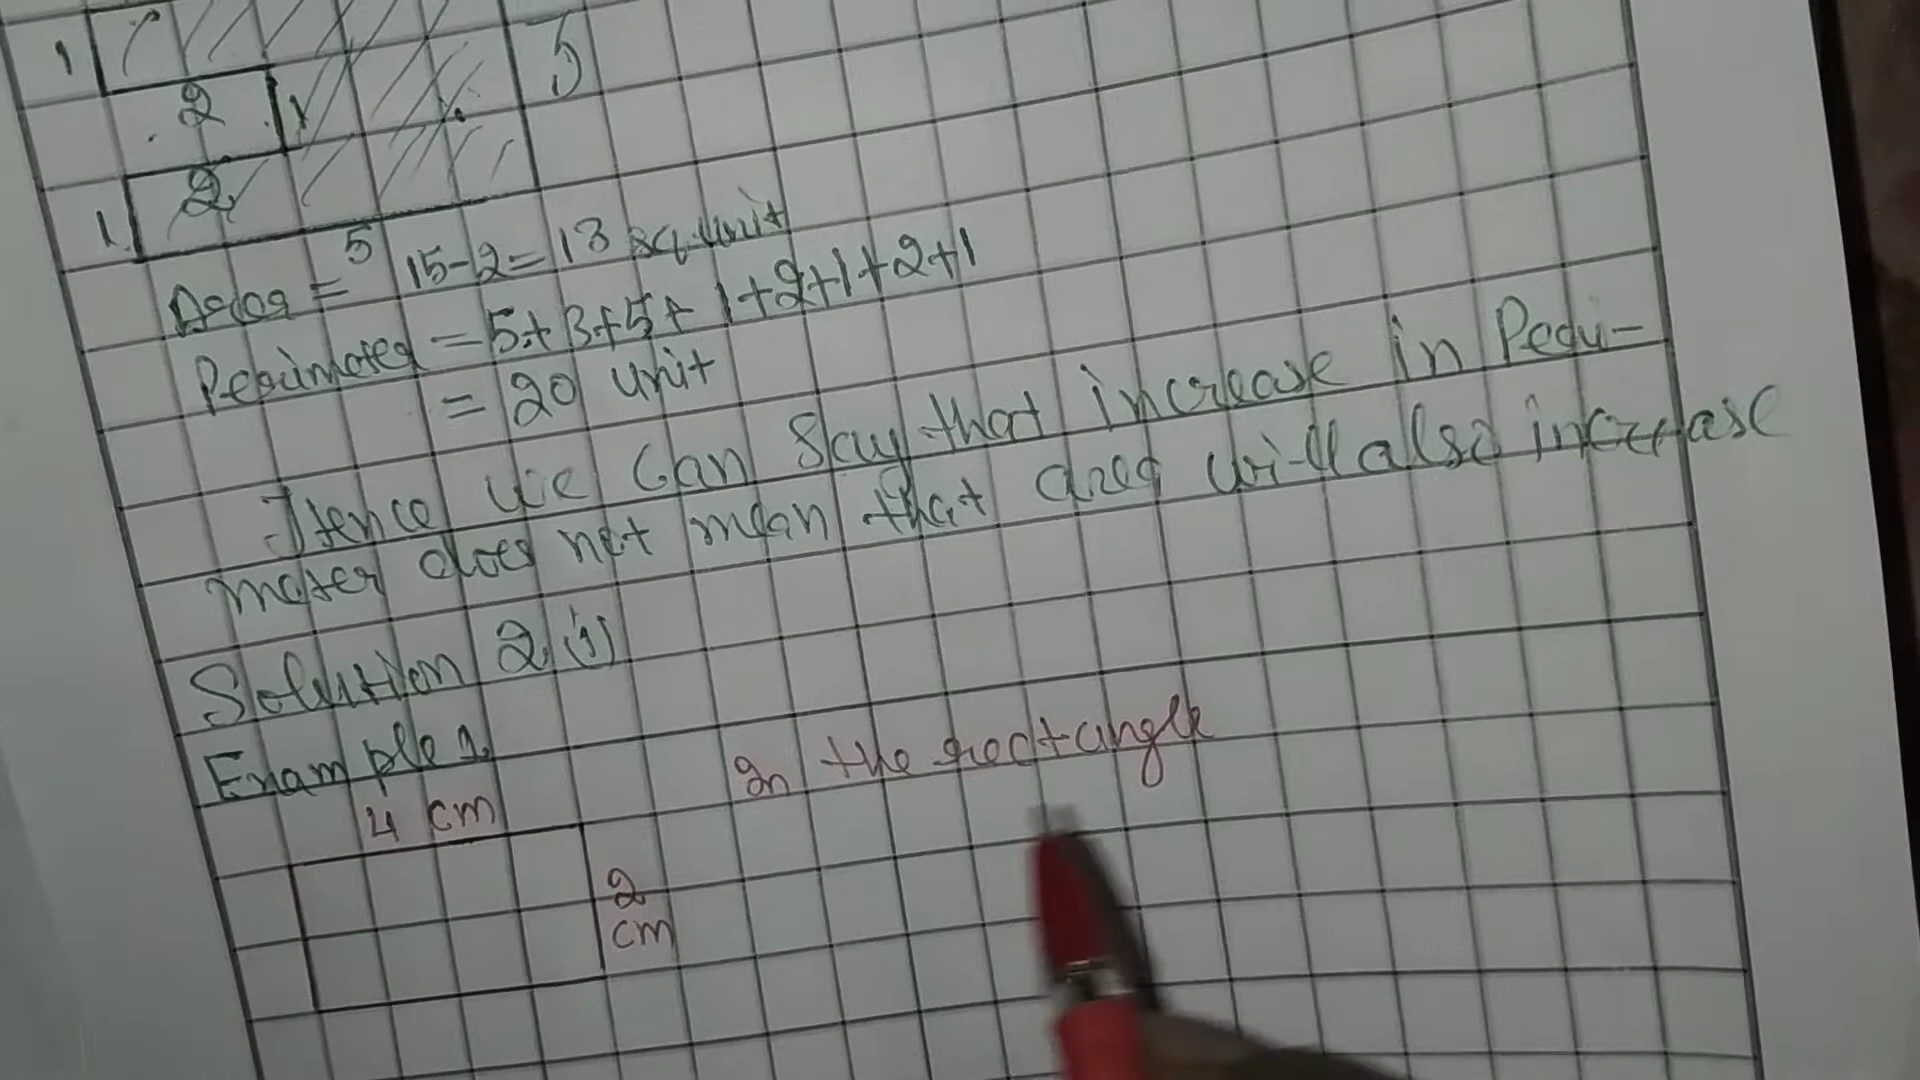 1
2
1
3
1
2
5
Area = 15-2 = 13 sq. unit
Perimeter = 5+3+5+1+2+1+2+1
= 20 unit
Hence we can say that increase in Peri-
meter does not mean that area will also increase
Solution 2 (1)
Example 1
4 cm
In the rectangle
2
cm